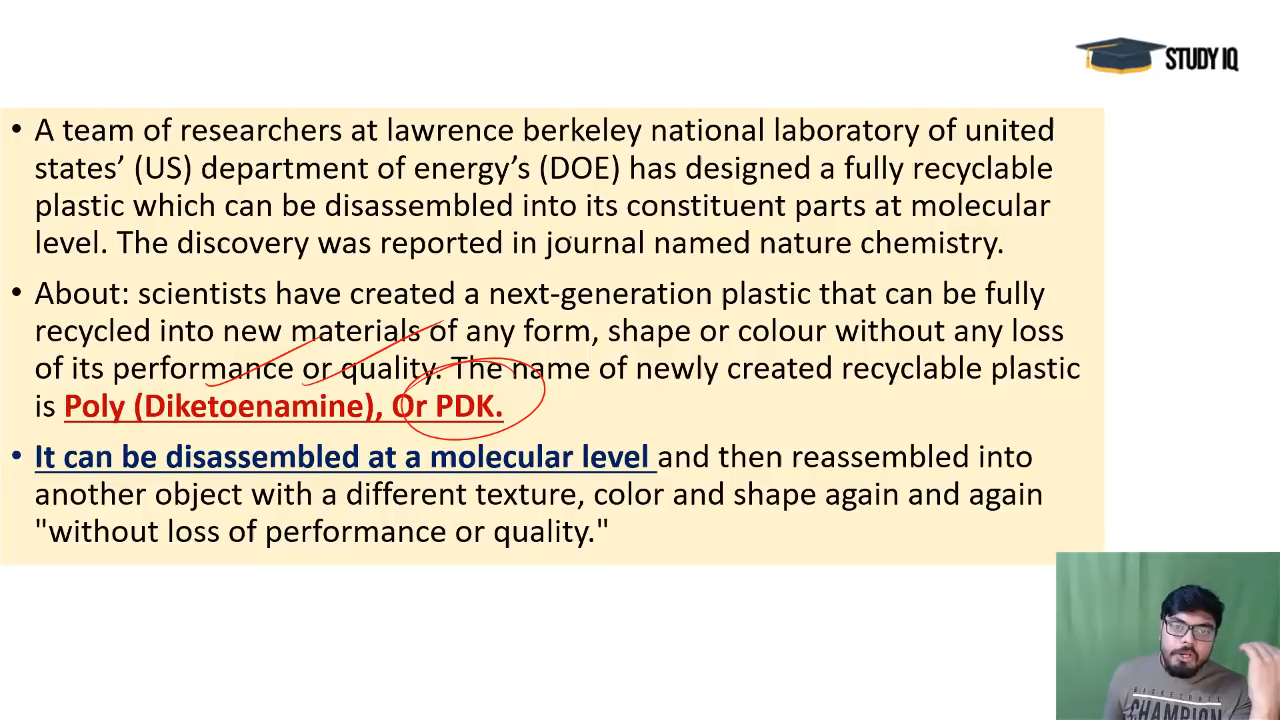 STUDY IQ
• A team of researchers at lawrence berkeley national laboratory of united
states’ (US) department of energy’s (DOE) has designed a fully recyclable
plastic which can be disassembled into its constituent parts at molecular
level. The discovery was reported in journal named nature chemistry.
• About: scientists have created a next-generation plastic that can be fully
recycled into new materials of any form, shape or colour without any loss
of its performance or quality. The name of newly created recyclable plastic
is Poly (Diketoenamine), Or PDK.
• It can be disassembled at a molecular level and then reassembled into
another object with a different texture, color and shape again and again
"without loss of performance or quality."
BASKETBALL
CHAMPION